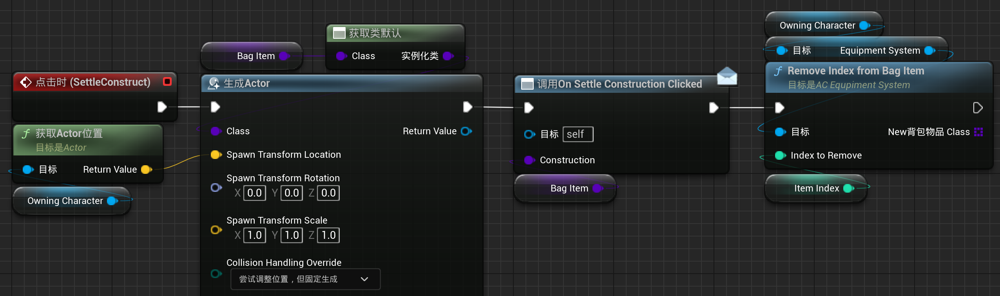 点击时 (SettleConstruct)
获取Actor位置
目标是Actor
目标
Return Value
Owning Character
Bag Item
获取类默认
Class
实例化类
生成Actor
Class
Return Value
Spawn Transform Location
Spawn Transform Rotation
X 0.0 Y 0.0 Z 0.0
Spawn Transform Scale
X 1.0 Y 1.0 Z 1.0
Collision Handling Override
尝试调整位置，但固定生成
调用On Settle Construction Clicked
目标 self
Construction
Bag Item
Owning Character
目标
Equipment System
f Remove Index from Bag Item
目标是AC Equpiment System
目标
New背包物品 Class
Index to Remove
Item Index